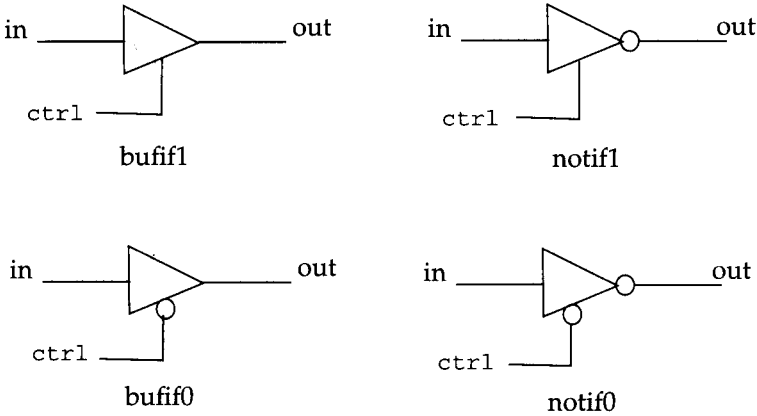 in out
ctrl
bufif1
in out
ctrl
notif1
in out
ctrl
bufif0
in out
ctrl
notif0